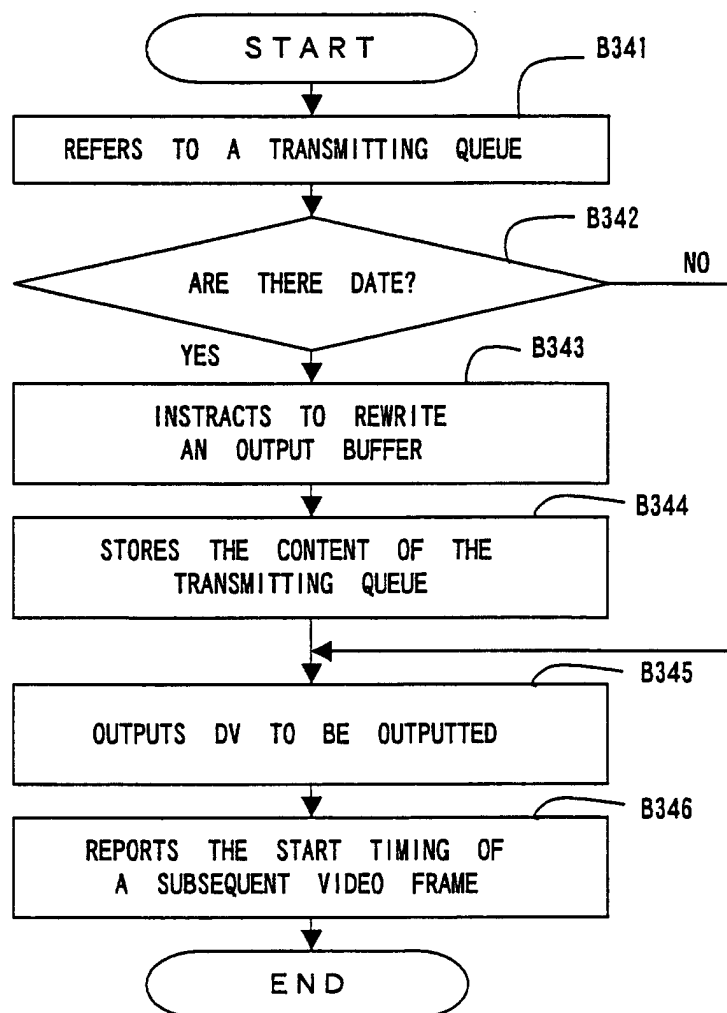 START
B341
REFERS TO A TRANSMITTING QUEUE
B342
ARE THERE DATE?
NO
YES
B343
INSTRACTS TO REWRITE
AN OUTPUT BUFFER
B344
STORES THE CONTENT OF THE
TRANSMITTING QUEUE
B345
OUTPUTS DV TO BE OUTPUTTED
B346
REPORTS THE START TIMING OF
A SUBSEQUENT VIDEO FRAME
END